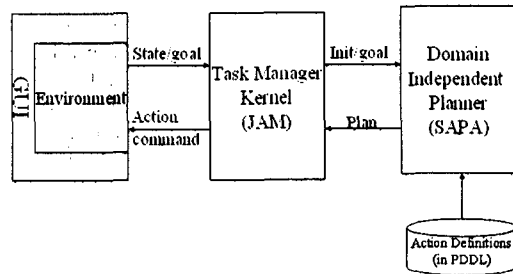 GUI
Environment
State/goal
Action
command
Task Manager
Kernel
(JAM)
Init/goal
Plan
Domain
Independent
Planner
(SAPA)
Action Definitions
(in PDDL)